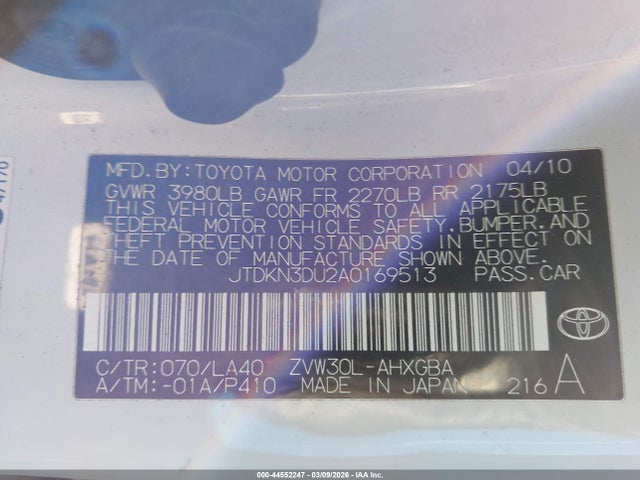 MFD.BY:TOYOTA MOTOR CORPORATION 04/10
GVWR 3980LB GAWR FR 2270LB RR 2175LB
THIS VEHICLE CONFORMS TO ALL APPLICABLE
FEDERAL MOTOR VEHICLE SAFETY,BUMPER,AND
THEFT PREVENTION STANDARDS IN EFFECT ON
THE DATE OF MANUFACTURE SHOWN ABOVE.
JTDKN3DU2A0169513 PASS.CAR
C/TR:070/LA40 ZVW30L-AHXGBA
A/TM:-01A/P410 MADE IN JAPAN 216 A
TOYOTA
000-44552247 - 03/09/2026 - IAA Inc.